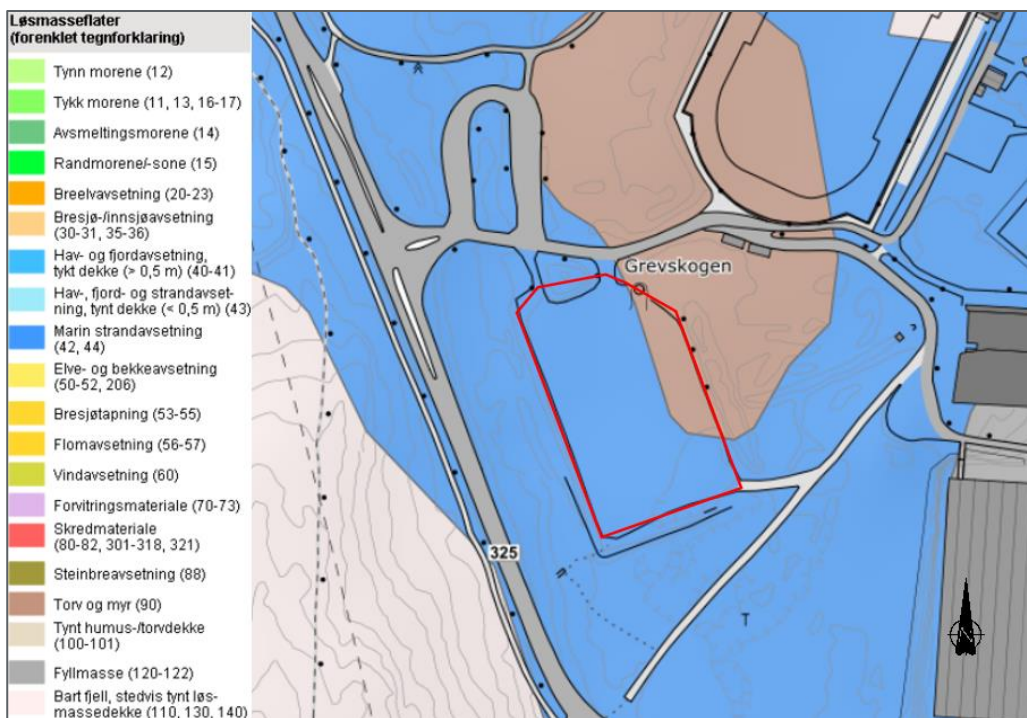 Løsmasseflater
(forenklet tegnforklaring)
Tynn morene (12)
Tykk morene (11, 13, 16-17)
Avsmeltingsmorene (14)
Randmorene/-sone (15)
Breelvavsetning (20-23)
Bresjø-/innsjøavsetning
(30-31, 35-36)
Hav- og fjordavsetning,
tykt dekke (> 0,5 m) (40-41)
Hav-, fjord- og strandavset-
ning, tynt dekke (< 0,5 m) (43)
Marin strandavsetning
(42, 44)
Elve- og bekkeavsetning
(50-52, 206)
Bresjøtapning (53-55)
Flomavsetning (56-57)
Vindavsetning (60)
Forvitringsmateriale (70-73)
Skredmateriale
(80-82, 301-318, 321)
Steinbreavsetning (88)
Torv og myr (90)
Tynt humus-/torvdekke
(100-101)
Fyllmasse (120-122)
Bart fjell, stedvis tynt løs-
massedekke (110, 130, 140)
Grevskogen
325
T
N